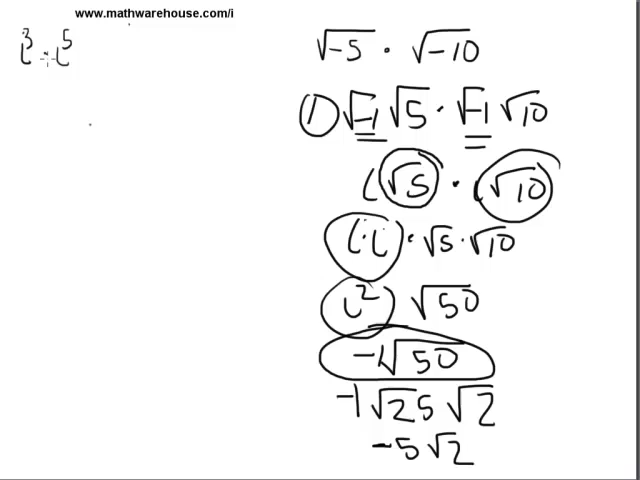 www.mathwarehouse.com/i
i³ · i⁵
√-5 · √-10
① √-1 √5 · √-1 √10
i √5 · i √10
i·i · √5 · √10
i² √50
-1√50
-1 √25 √2
-5 √2